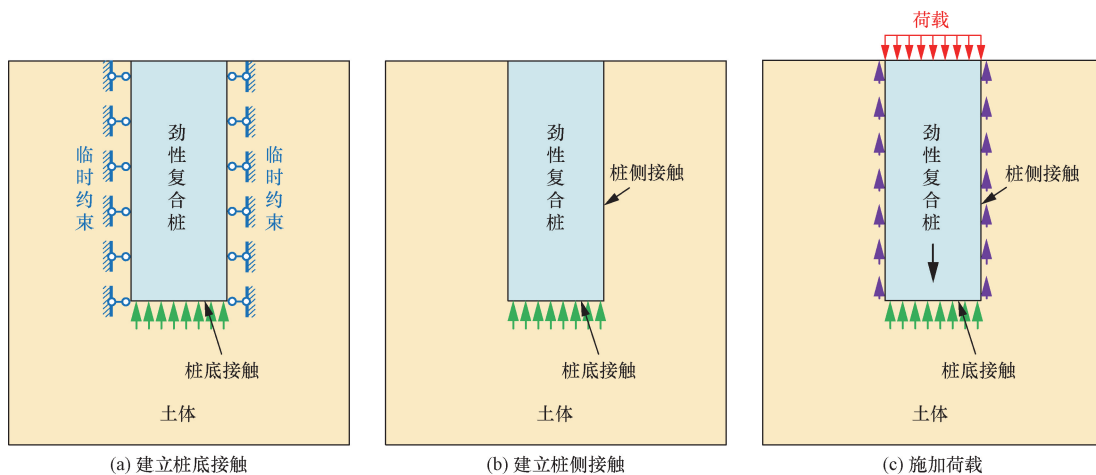 临时约束
劲性复合桩
临时约束
桩底接触
土体
(a) 建立桩底接触
劲性复合桩
桩侧接触
桩底接触
土体
(b) 建立桩侧接触
荷载
劲性复合桩
桩侧接触
桩底接触
土体
(c) 施加荷载